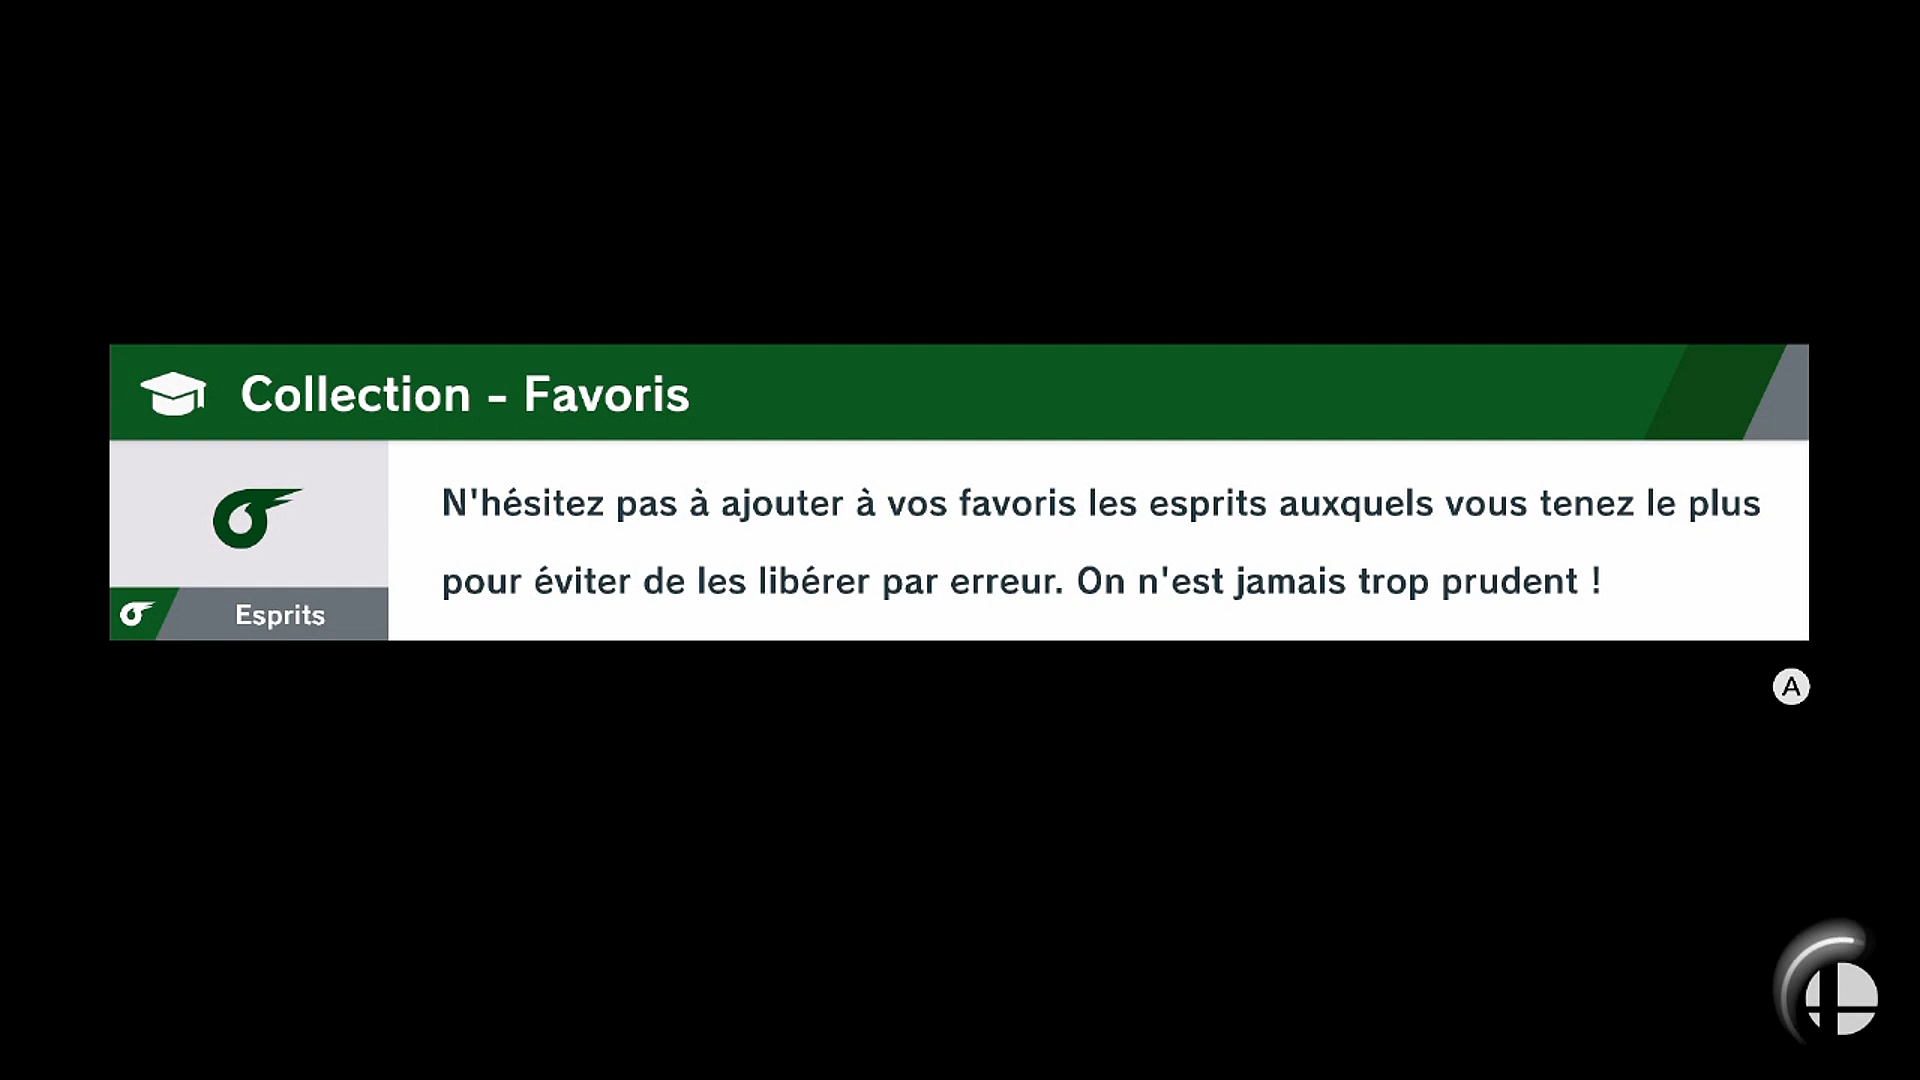 Collection - Favoris
N'hésitez pas à ajouter à vos favoris les esprits auxquels vous tenez le plus
pour éviter de les libérer par erreur. On n'est jamais trop prudent !
Esprits
A